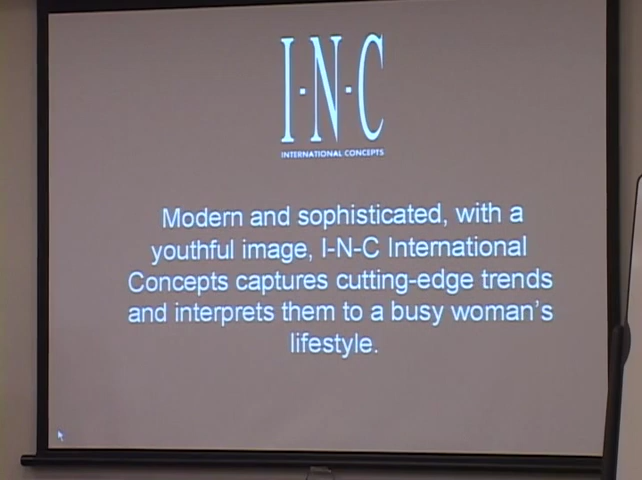 I·N·C
INTERNATIONAL CONCEPTS
Modern and sophisticated, with a
youthful image, I-N-C International
Concepts captures cutting-edge trends
and interprets them to a busy woman's
lifestyle.